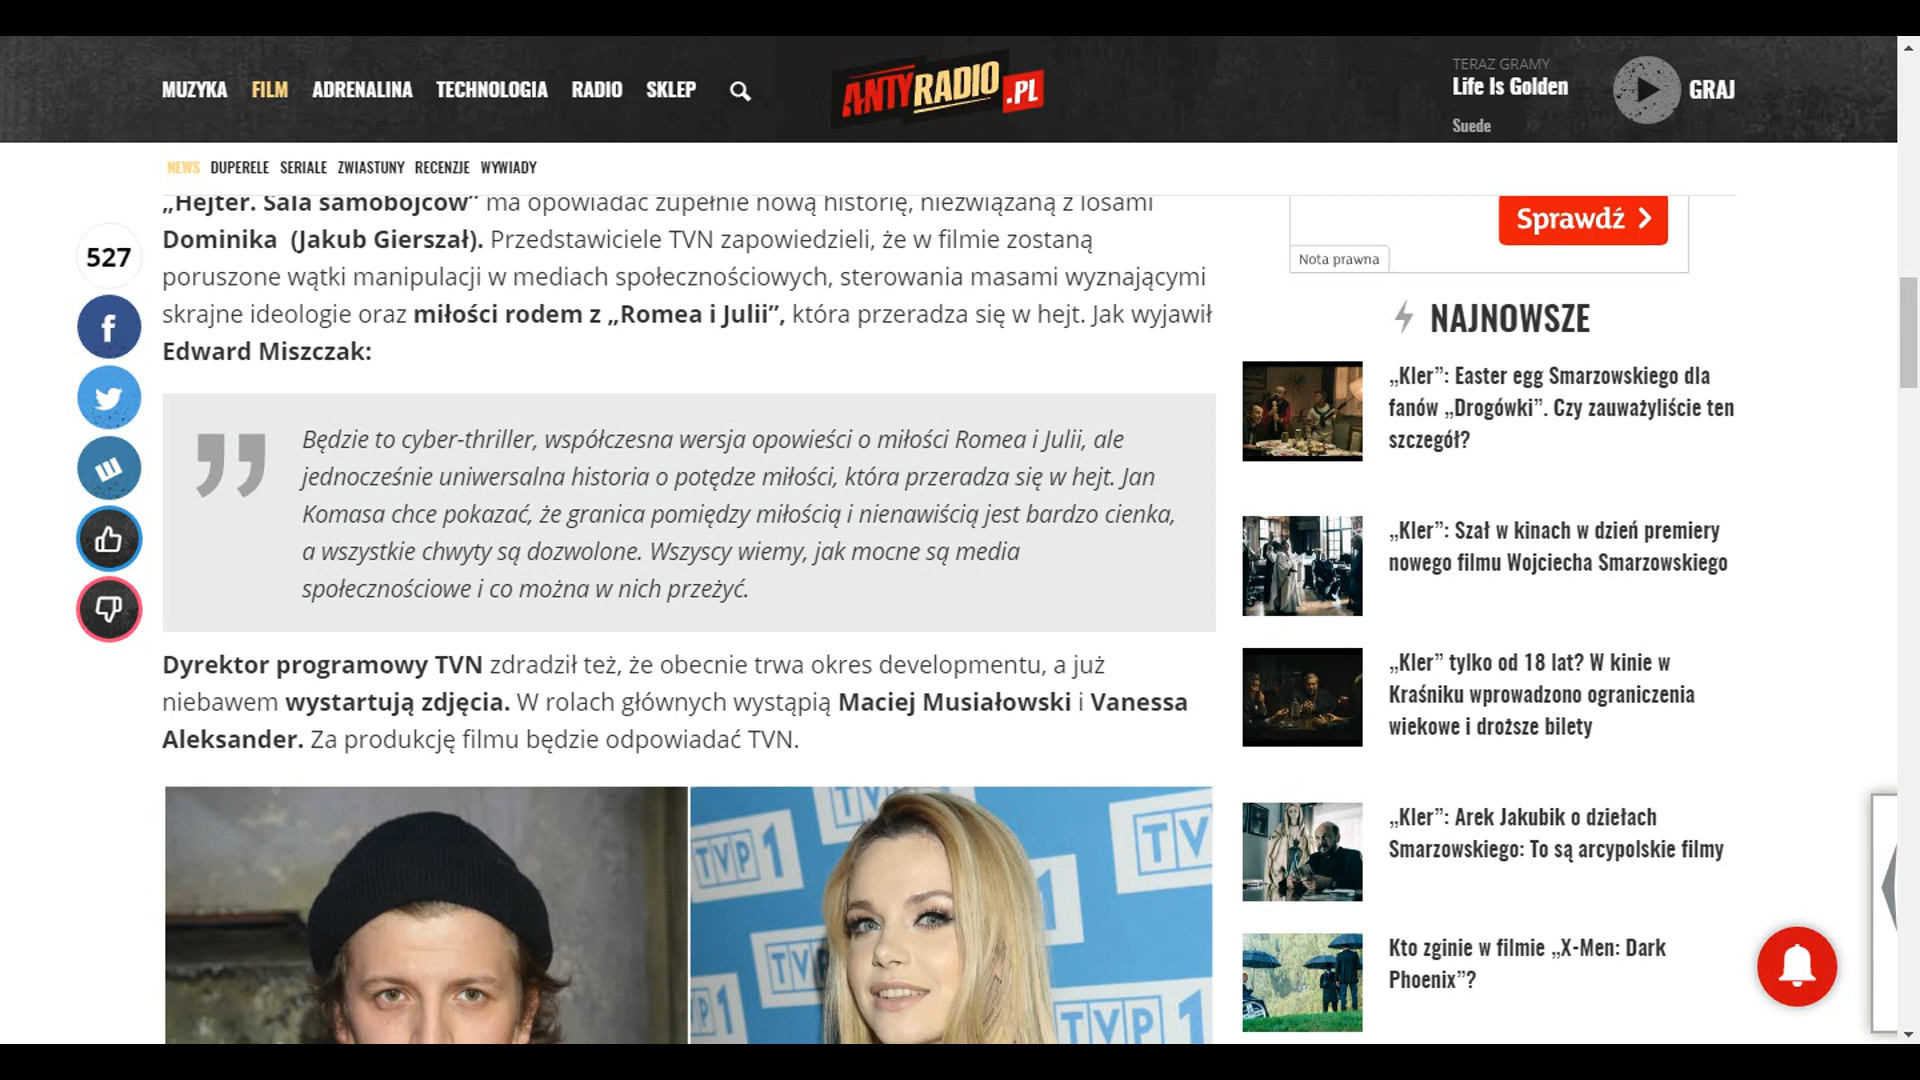 MUZYKA FILM ADRENALINA TECHNOLOGIA RADIO SKLEP
ANTYRADIO.PL
TERAZ GRAMY
Life Is Golden
Suede
GRAJ
NEWS DUPERELE SERIALE ZWIASTUNY RECENZJE WYWIADY
527
„Hejter. Sala samobójców” ma opowiadać zupełnie nową historię, niezwiązaną z losami
Dominika (Jakub Gierszał). Przedstawiciele TVN zapowiedzieli, że w filmie zostaną
poruszone wątki manipulacji w mediach społecznościowych, sterowania masami wyznającymi
skrajne ideologie oraz miłości rodem z „Romea i Julii”, która przeradza się w hejt. Jak wyjawił
Edward Miszczak:
Będzie to cyber-thriller, współczesna wersja opowieści o miłości Romea i Julii, ale
jednocześnie uniwersalna historia o potędze miłości, która przeradza się w hejt. Jan
Komasa chce pokazać, że granica pomiędzy miłością i nienawiścią jest bardzo cienka,
a wszystkie chwyty są dozwolone. Wszyscy wiemy, jak mocne są media
społecznościowe i co można w nich przeżyć.
Dyrektor programowy TVN zdradził też, że obecnie trwa okres developmentu, a już
niebawem wystartują zdjęcia. W rolach głównych wystąpią Maciej Musiałowski i Vanessa
Aleksander. Za produkcję filmu będzie odpowiadać TVN.
TV
TVP 1
TV
TVP
P 1
TVP 1
Sprawdź
Nota prawna
NAJNOWSZE
„Kler”: Easter egg Smarzowskiego dla
fanów „Drogówki”. Czy zauważyliście ten
szczegół?
„Kler”: Szał w kinach w dzień premiery
nowego filmu Wojciecha Smarzowskiego
„Kler” tylko od 18 lat? W kinie w
Kraśniku wprowadzono ograniczenia
wiekowe i droższe bilety
„Kler”: Arek Jakubik o dziełach
Smarzowskiego: To są arcypolskie filmy
Kto zginie w filmie „X-Men: Dark
Phoenix”?